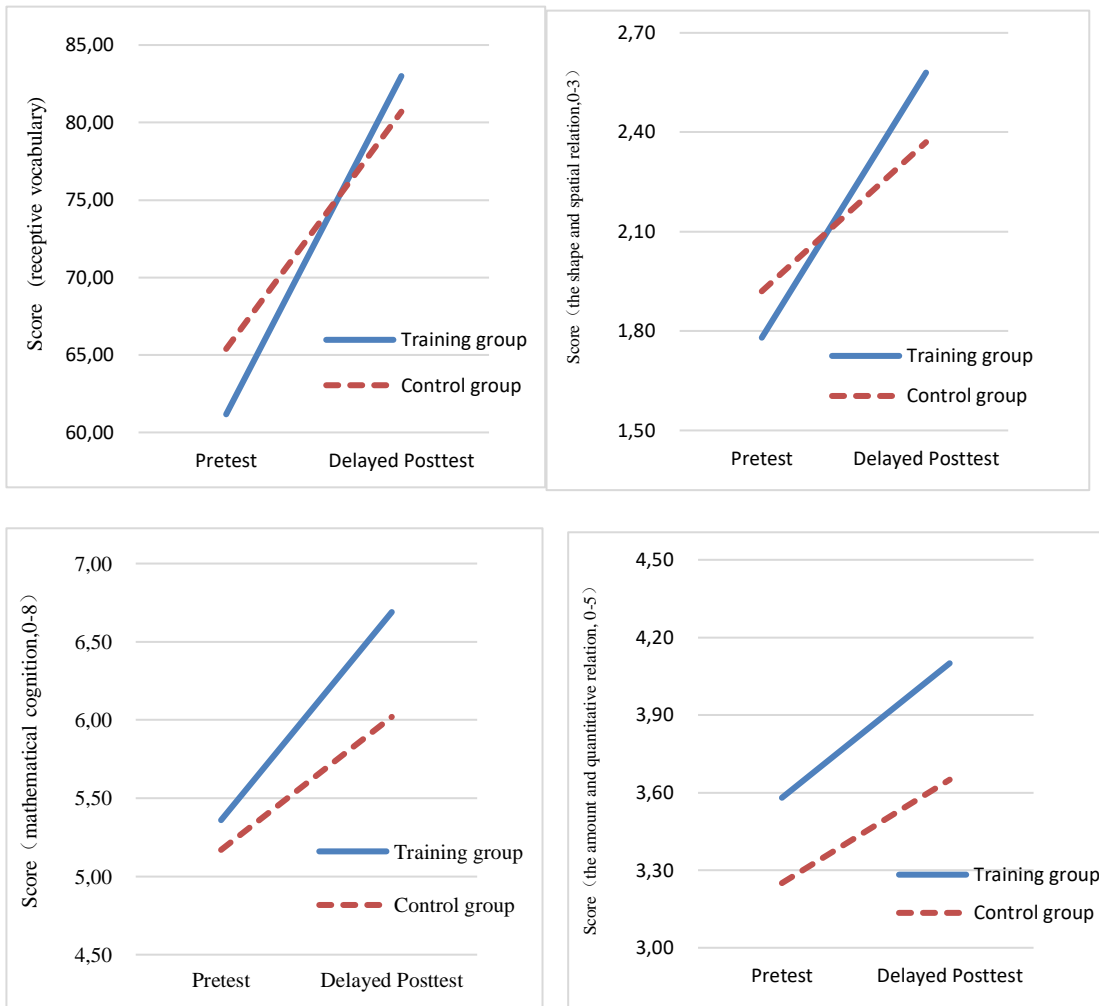 Score (receptive vocabulary)
85,00
80,00
75,00
70,00
65,00
60,00
Training group
Control group
Pretest
Delayed Posttest
Score（the shape and spatial relation,0-3）
2,70
2,40
2,10
1,80
1,50
Training group
Control group
Pretest
Delayed Posttest
Score（mathematical cognition,0-8）
7,00
6,50
6,00
5,50
5,00
4,50
Training group
Control group
Pretest
Delayed Posttest
Score（the amount and quantitative relation, 0-5）
4,50
4,20
3,90
3,60
3,30
3,00
Training group
Control group
Pretest
Delayed Posttest